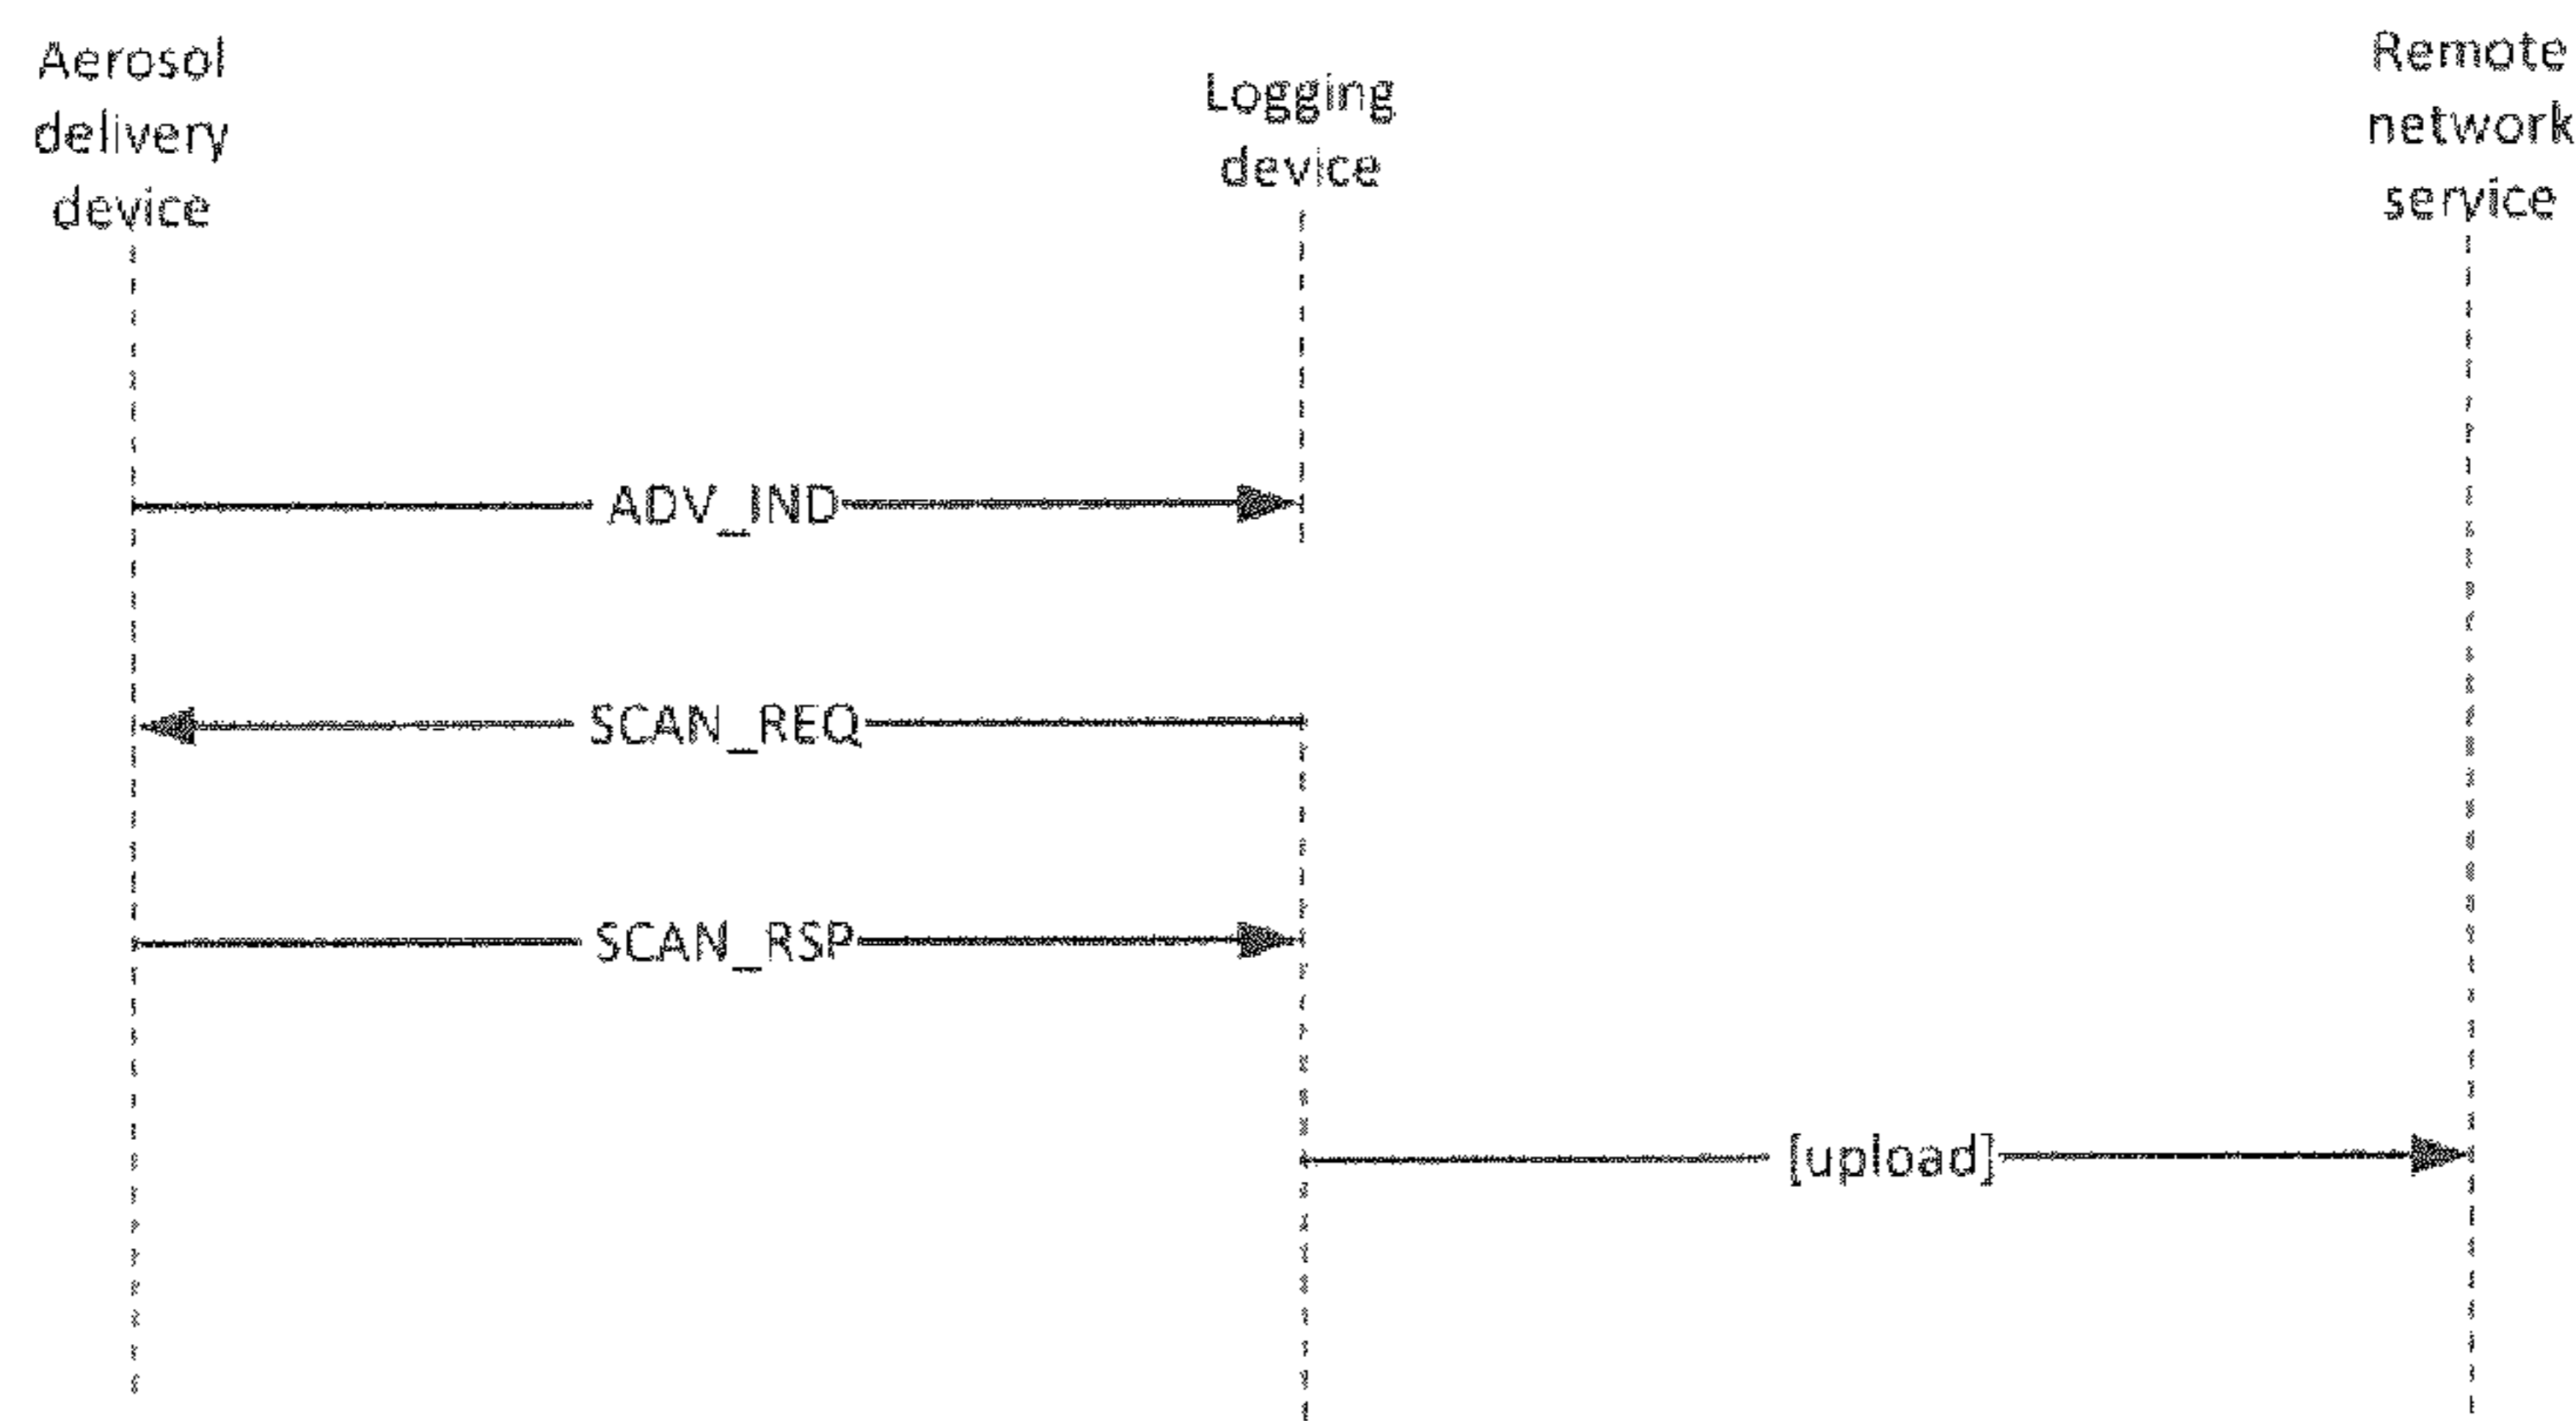 Aerosol
delivery
device
Logging
device
Remote
network
service
ADV_IND
SCAN_REQ
SCAN_RSP
[upload]